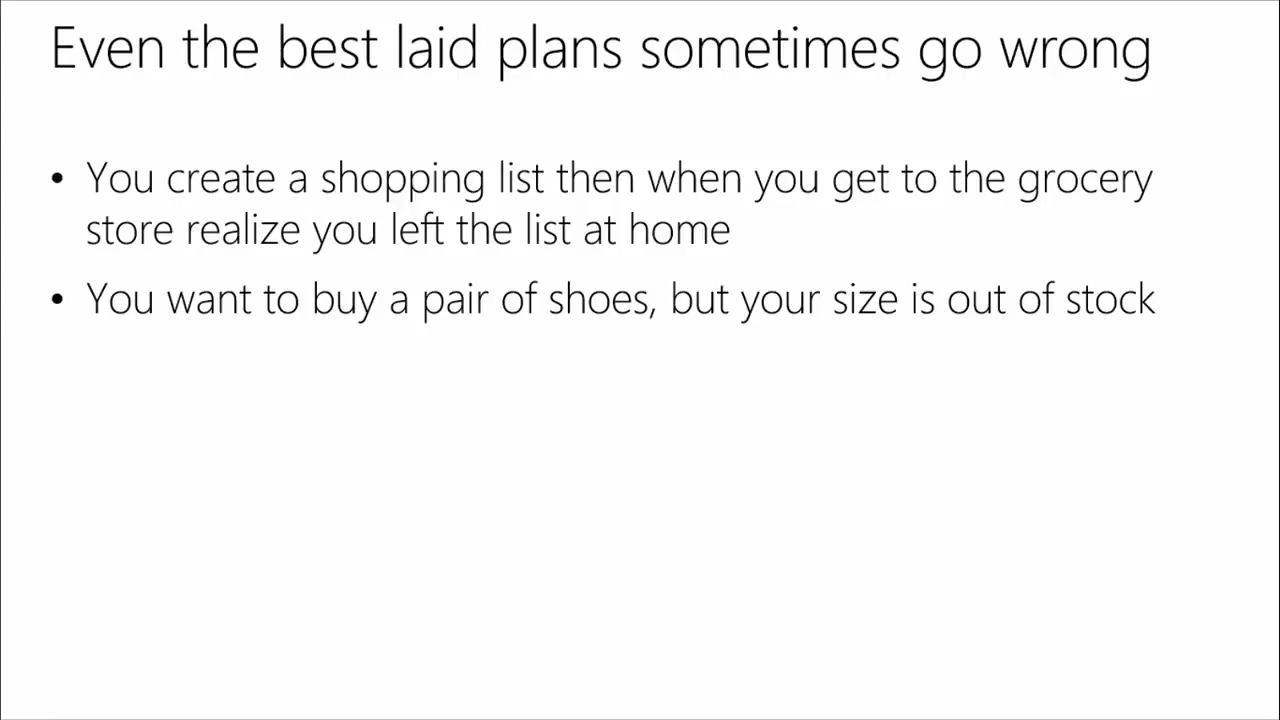 Even the best laid plans sometimes go wrong
• You create a shopping list then when you get to the grocery
store realize you left the list at home
• You want to buy a pair of shoes, but your size is out of stock